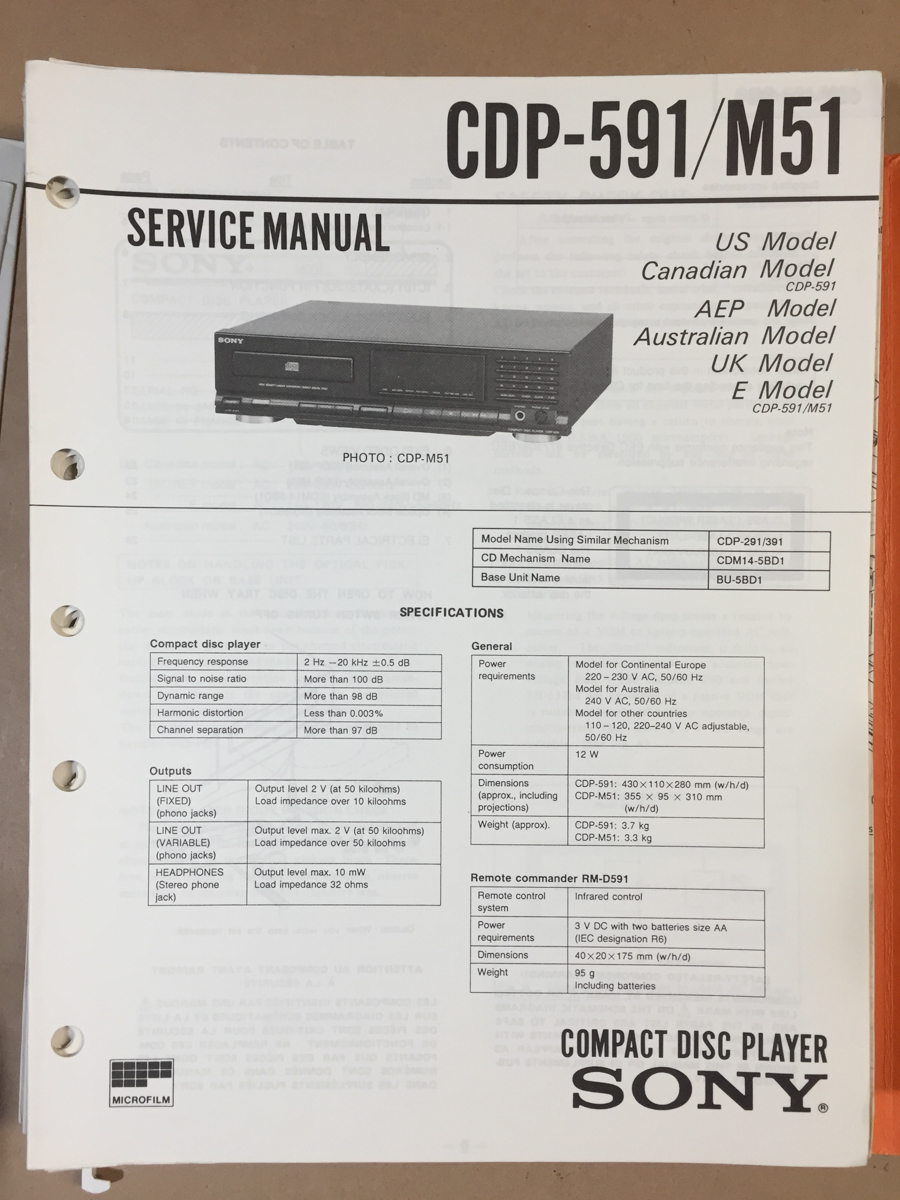 CDP-591/M51
SERVICE MANUAL
US Model
Canadian Model
CDP-591
AEP Model
Australian Model
UK Model
E Model
CDP-591/M51
SONY
PHOTO : CDP-M51
Model Name Using Similar Mechanism CDP-291/391
CD Mechanism Name CDM14-5BD1
Base Unit Name BU-5BD1
SPECIFICATIONS
Compact disc player
Frequency response 2 Hz –20 kHz ±0.5 dB
Signal to noise ratio More than 100 dB
Dynamic range More than 98 dB
Harmonic distortion Less than 0.003%
Channel separation More than 97 dB
Outputs
LINE OUT Output level 2 V (at 50 kiloohms)
(FIXED) Load impedance over 10 kiloohms
(phono jacks)
LINE OUT Output level max. 2 V (at 50 kiloohms)
(VARIABLE) Load impedance over 50 kiloohms
(phono jacks)
HEADPHONES Output level max. 10 mW
(Stereo phone Load impedance 32 ohms
jack)
General
Power Model for Continental Europe
requirements 220 – 230 V AC, 50/60 Hz
Model for Australia
240 V AC, 50/60 Hz
Model for other countries
110 – 120, 220–240 V AC adjustable,
50/60 Hz
Power 12 W
consumption
Dimensions CDP-591: 430×110×280 mm (w/h/d)
(approx., including CDP-M51: 355 × 95 × 310 mm
projections) (w/h/d)
Weight (approx). CDP-591: 3.7 kg
CDP-M51: 3.3 kg
Remote commander RM-D591
Remote control Infrared control
system
Power 3 V DC with two batteries size AA
requirements (IEC designation R6)
Dimensions 40×20×175 mm (w/h/d)
Weight 95 g
Including batteries
MICROFILM
COMPACT DISC PLAYER
SONY®